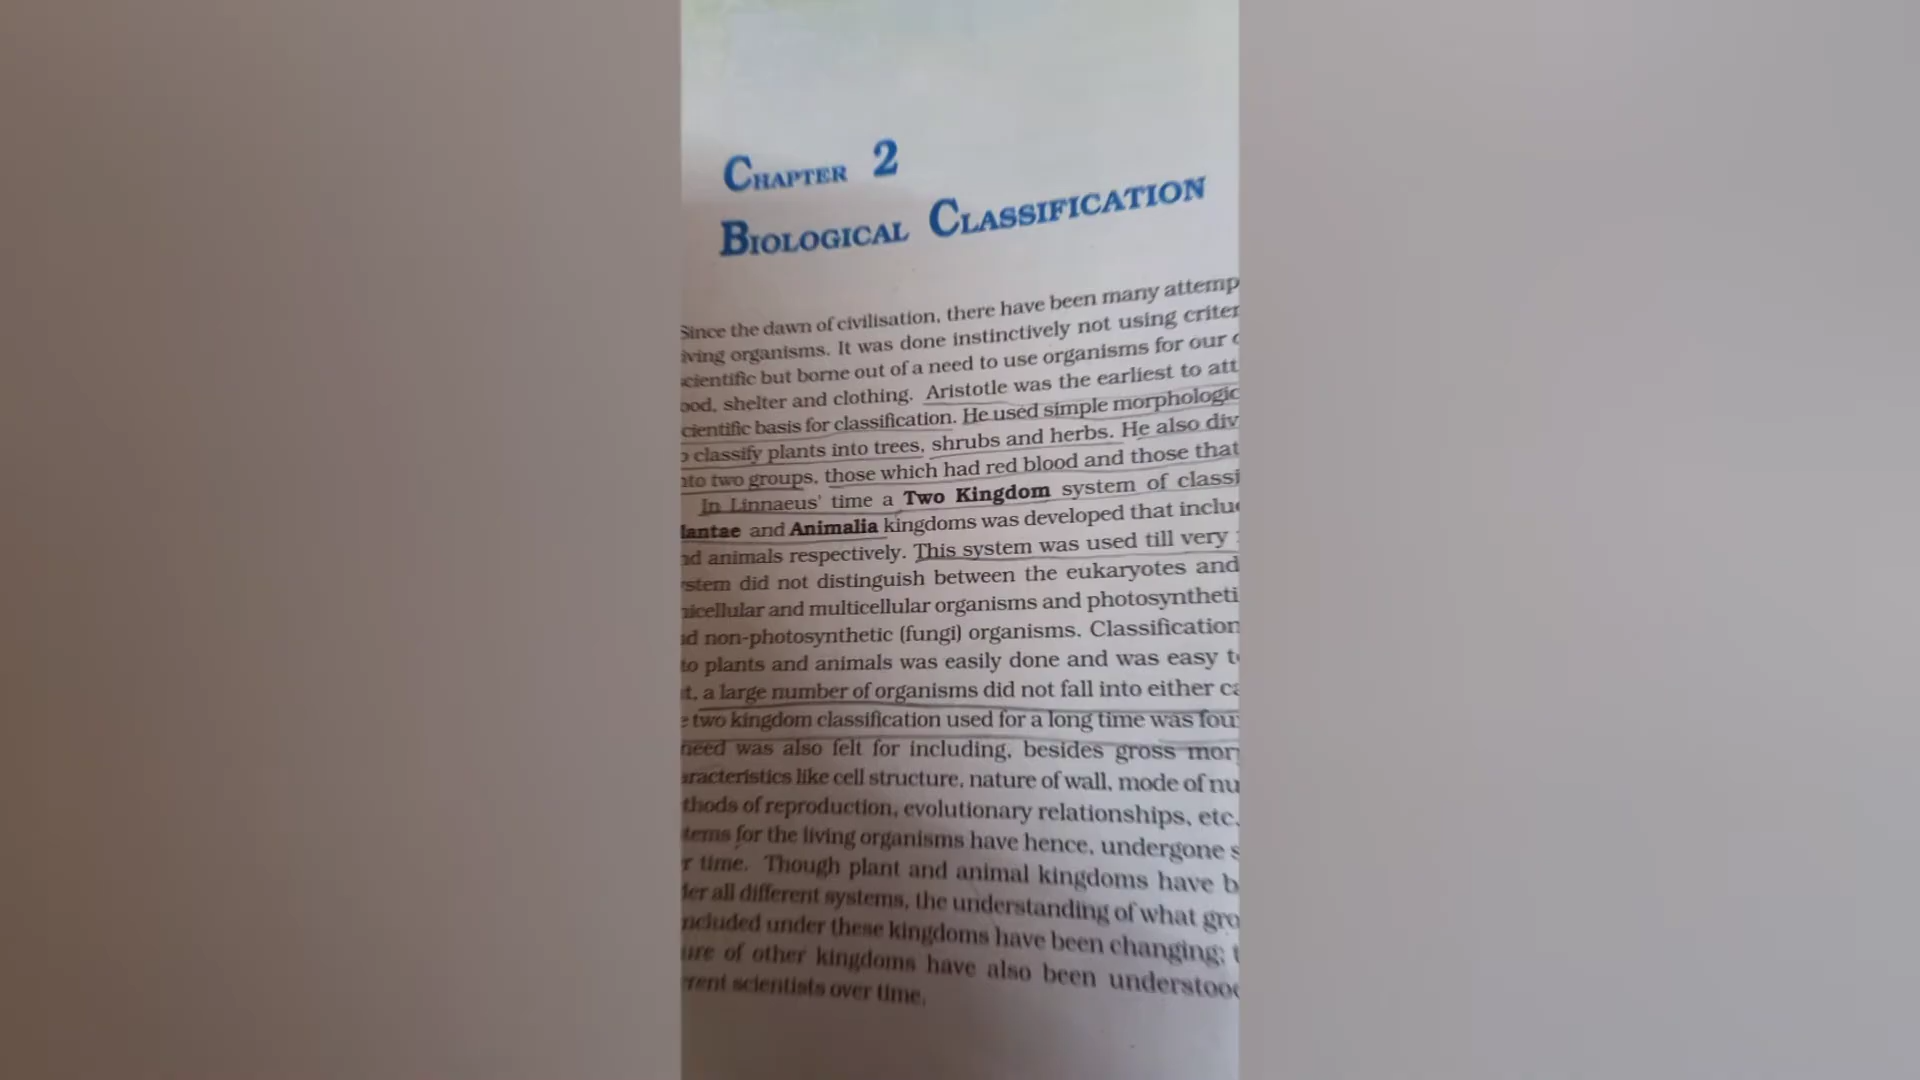 CHAPTER 2
BIOLOGICAL CLASSIFICATION
Since the dawn of civilisation, there have been many attemp
iving organisms. It was done instinctively not using criter
cientific but borne out of a need to use organisms for our
ood, shelter and clothing. Aristotle was the earliest to att
cientific basis for classification. He used simple morphologic
classify plants into trees, shrubs and herbs. He also div
nto two groups, those which had red blood and those that
In Linnaeus' time a Two Kingdom system of classi
lantae and Animalia kingdoms was developed that inclu
nd animals respectively. This system was used till very
stem did not distinguish between the eukaryotes and
nicellular and multicellular organisms and photosyntheti
nd non-photosynthetic (fungi) organisms. Classification
to plants and animals was easily done and was easy t
t, a large number of organisms did not fall into either ca
e two kingdom classification used for a long time was four
need was also felt for including, besides gross mor
aracteristics like cell structure, nature of wall, mode of nu
thods of reproduction, evolutionary relationships, etc.
tems for the living organisms have hence, undergone s
r time. Though plant and animal kingdoms have b
der all different systems, the understanding of what gro
ncluded under these kingdoms have been changing; t
ure of other kingdoms have also been understood
rent scientists over time.